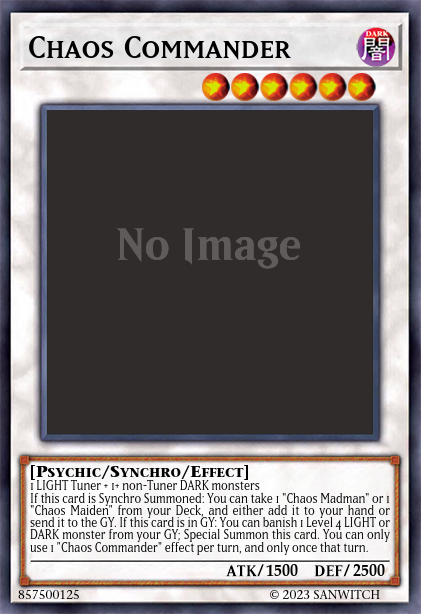 Chaos Commander
DARK
闇
No Image
[Psychic/Synchro/Effect]
1 LIGHT Tuner + 1+ non-Tuner DARK monsters
If this card is Synchro Summoned: You can take 1 "Chaos Madman" or 1
"Chaos Maiden" from your Deck, and either add it to your hand or
send it to the GY. If this card is in GY: You can banish 1 Level 4 LIGHT or
DARK monster from your GY; Special Summon this card. You can only
use 1 "Chaos Commander" effect per turn, and only once that turn.
ATK/1500 DEF/2500
857500125 © 2023 SANWITCH